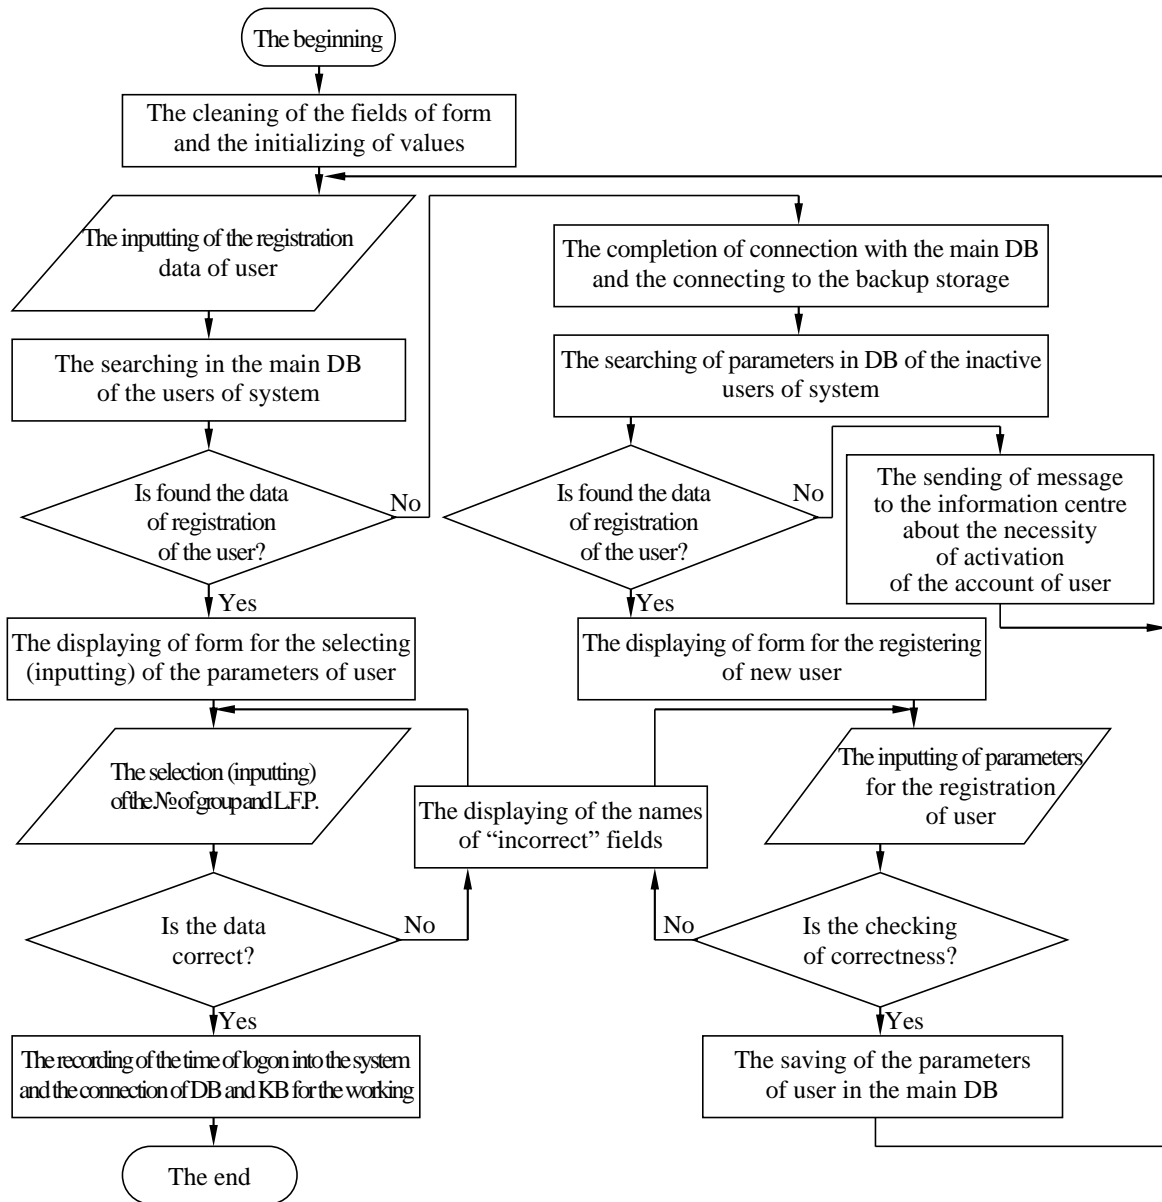 The beginning
The cleaning of the fields of form
and the initializing of values
The inputting of the registration
data of user
The searching in the main DB
of the users of system
Is found the data
of registration
of the user?
No
Yes
The displaying of form for the selecting
(inputting) of the parameters of user
The selection (inputting)
of the № of group and L.F.P.
Is the data
correct?
No
Yes
The recording of the time of logon into the system
and the connection of DB and KB for the working
The end
The completion of connection with the main DB
and the connecting to the backup storage
The searching of parameters in DB of the inactive
users of system
Is found the data
of registration
of the user?
No
The sending of message
to the information centre
about the necessity
of activation
of the account of user
Yes
The displaying of form for the registering
of new user
The inputting of parameters
for the registration
of user
The displaying of the names
of “incorrect” fields
No
Is the checking
of correctness?
Yes
The saving of the parameters
of user in the main DB